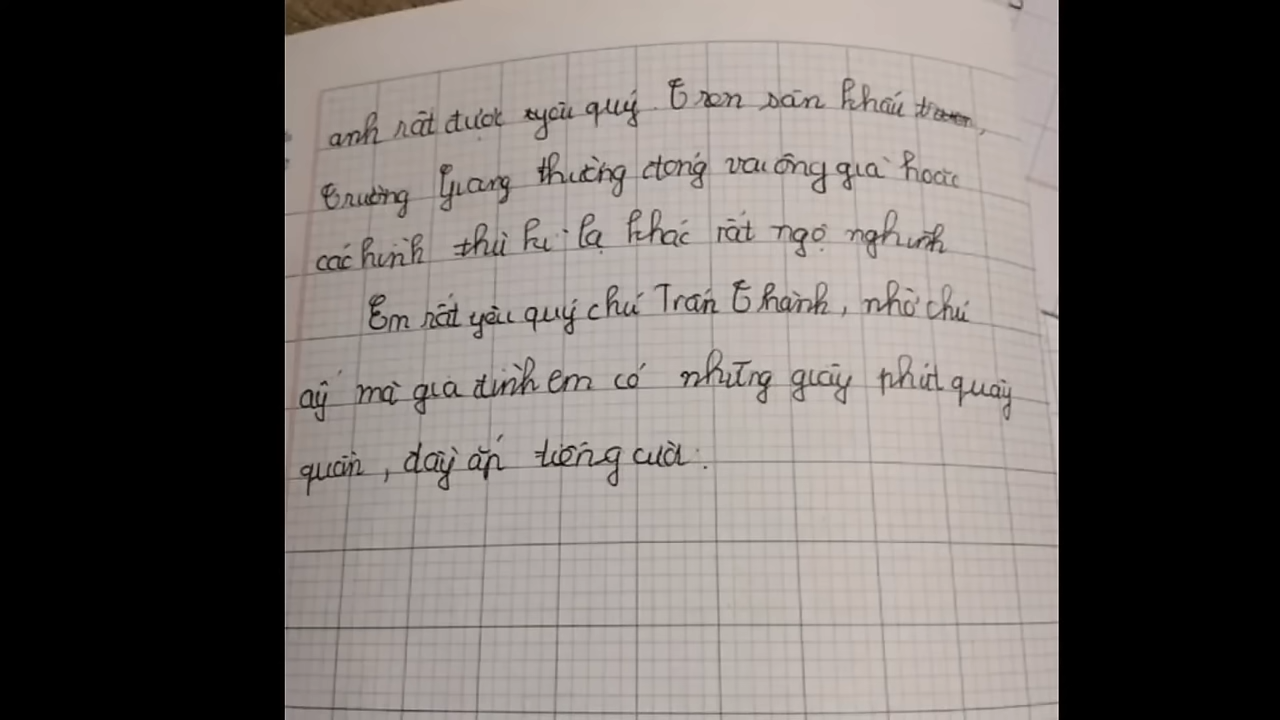 anh rất được yêu quý. Trên sân khấu
Trường Giang thường đóng vai ông già hoặc
các hình thù kì lạ khác rất ngộ nghĩnh
Em rất yêu quý chú Trấn Thành, nhờ chú
ấy mà gia đình em có những giây phút quây
quần, đầy ắp tiếng cười.